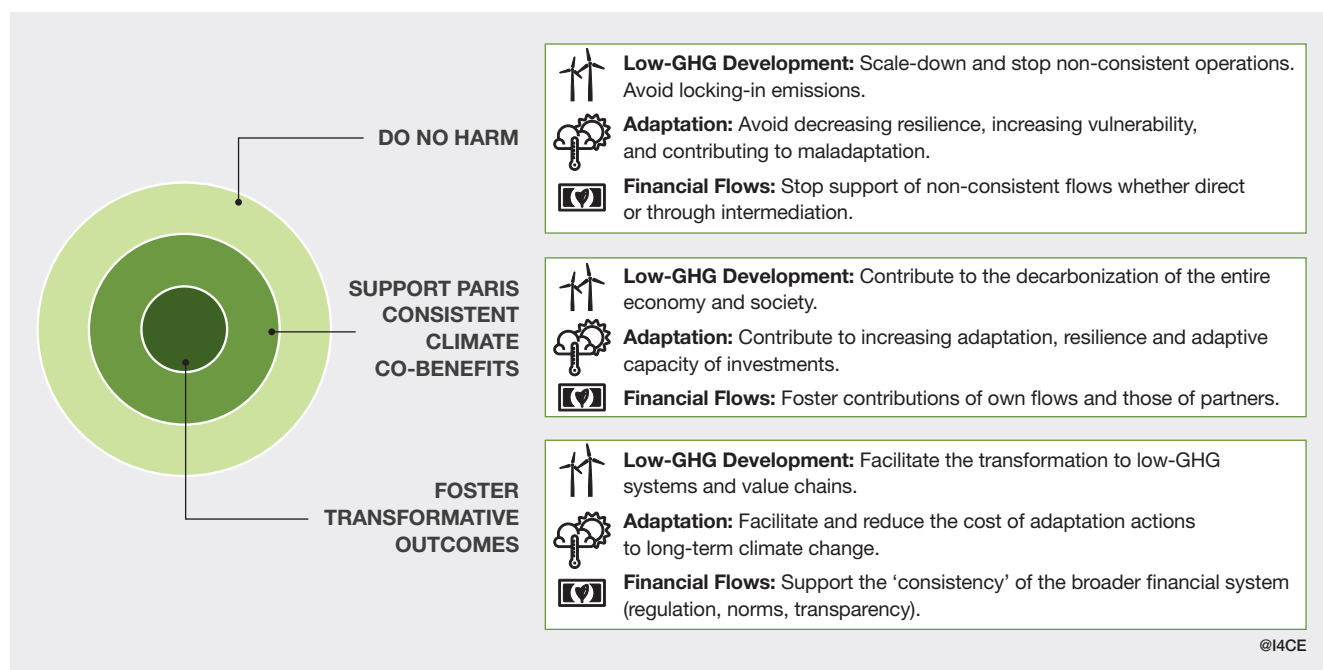 DO NO HARM
Low-GHG Development: Scale-down and stop non-consistent operations.
Avoid locking-in emissions.
Adaptation: Avoid decreasing resilience, increasing vulnerability,
and contributing to maladaptation.
Financial Flows: Stop support of non-consistent flows whether direct
or through intermediation.
SUPPORT PARIS
CONSISTENT
CLIMATE
CO-BENEFITS
Low-GHG Development: Contribute to the decarbonization of the entire
economy and society.
Adaptation: Contribute to increasing adaptation, resilience and adaptive
capacity of investments.
Financial Flows: Foster contributions of own flows and those of partners.
FOSTER
TRANSFORMATIVE
OUTCOMES
Low-GHG Development: Facilitate the transformation to low-GHG
systems and value chains.
Adaptation: Facilitate and reduce the cost of adaptation actions
to long-term climate change.
Financial Flows: Support the ‘consistency’ of the broader financial system
(regulation, norms, transparency).
@I4CE